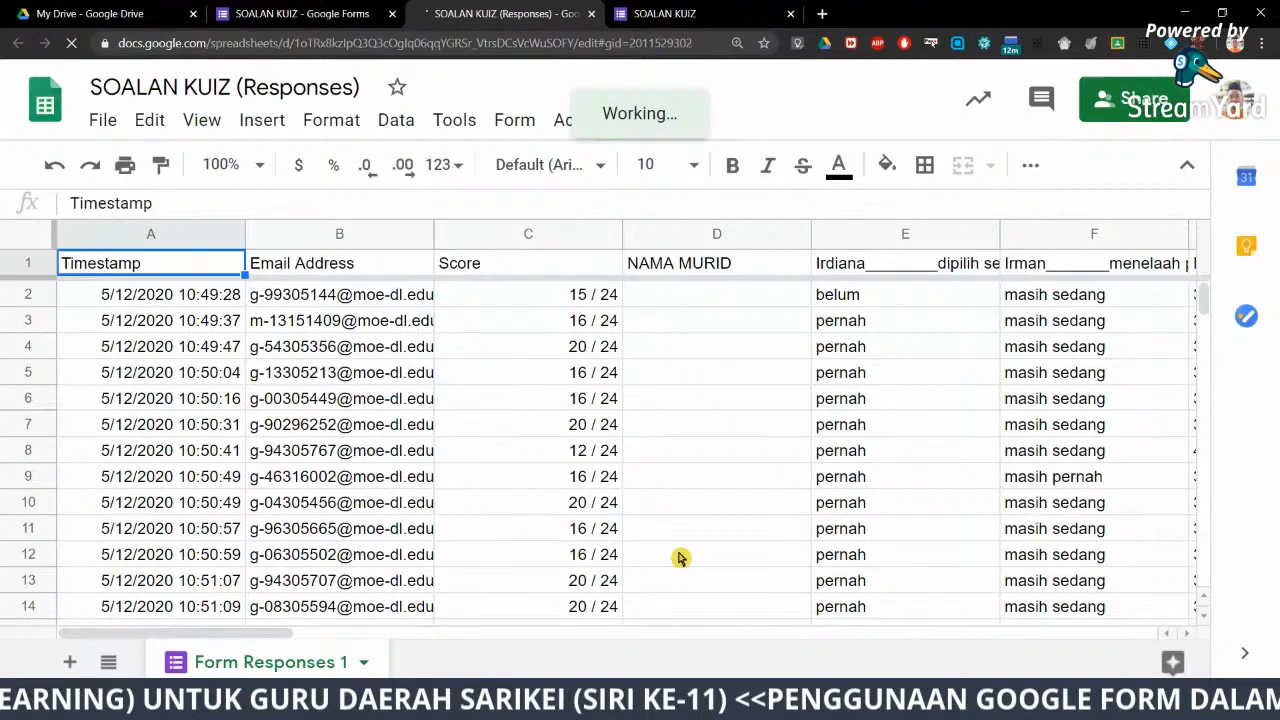 My Drive - Google Drive
SOALAN KUIZ - Google Forms
SOALAN KUIZ (Responses) - Goo
SOALAN KUIZ
Powered by
StreamYard
12m
SOALAN KUIZ (Responses)
File Edit View Insert Format Data Tools Form
Working...
Share
100% $ % .0 .00 123 Default (Ari... 10 B I S A
31
fx Timestamp
A B C D E F
1 Timestamp Email Address Score NAMA MURID Irdiana________dipilih se Irman_______menelaah
2 5/12/2020 10:49:28 g-99305144@moe-dl.edu 15 / 24 belum masih sedang
3 5/12/2020 10:49:37 m-13151409@moe-dl.edu 16 / 24 pernah masih sedang
4 5/12/2020 10:49:47 g-54305356@moe-dl.edu 20 / 24 pernah masih sedang
5 5/12/2020 10:50:04 g-13305213@moe-dl.edu 16 / 24 pernah masih sedang
6 5/12/2020 10:50:16 g-00305449@moe-dl.edu 16 / 24 pernah masih sedang
7 5/12/2020 10:50:31 g-90296252@moe-dl.edu 20 / 24 pernah masih sedang
8 5/12/2020 10:50:41 g-94305767@moe-dl.edu 12 / 24 pernah masih sedang
9 5/12/2020 10:50:49 g-46316002@moe-dl.edu 16 / 24 pernah masih pernah
10 5/12/2020 10:50:49 g-04305456@moe-dl.edu 20 / 24 pernah masih sedang
11 5/12/2020 10:50:57 g-96305665@moe-dl.edu 16 / 24 pernah masih sedang
12 5/12/2020 10:50:59 g-06305502@moe-dl.edu 16 / 24 pernah masih sedang
13 5/12/2020 10:51:07 g-94305707@moe-dl.edu 20 / 24 pernah masih sedang
14 5/12/2020 10:51:09 g-08305594@moe-dl.edu 20 / 24 pernah masih sedang
Form Responses 1
EARNING) UNTUK GURU DAERAH SARIKEI (SIRI KE-11) <<PENGGUNAAN GOOGLE FORM DALAM